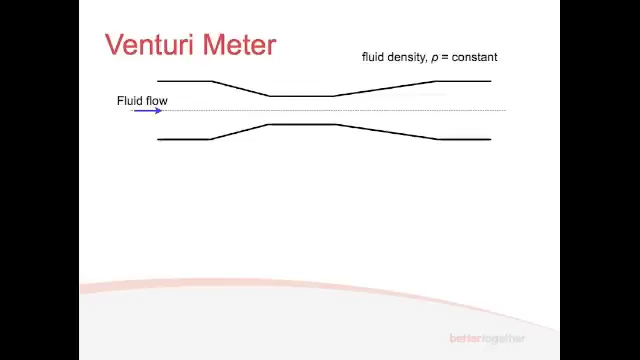 Venturi Meter
fluid density, ρ = constant
Fluid flow
bettertogether